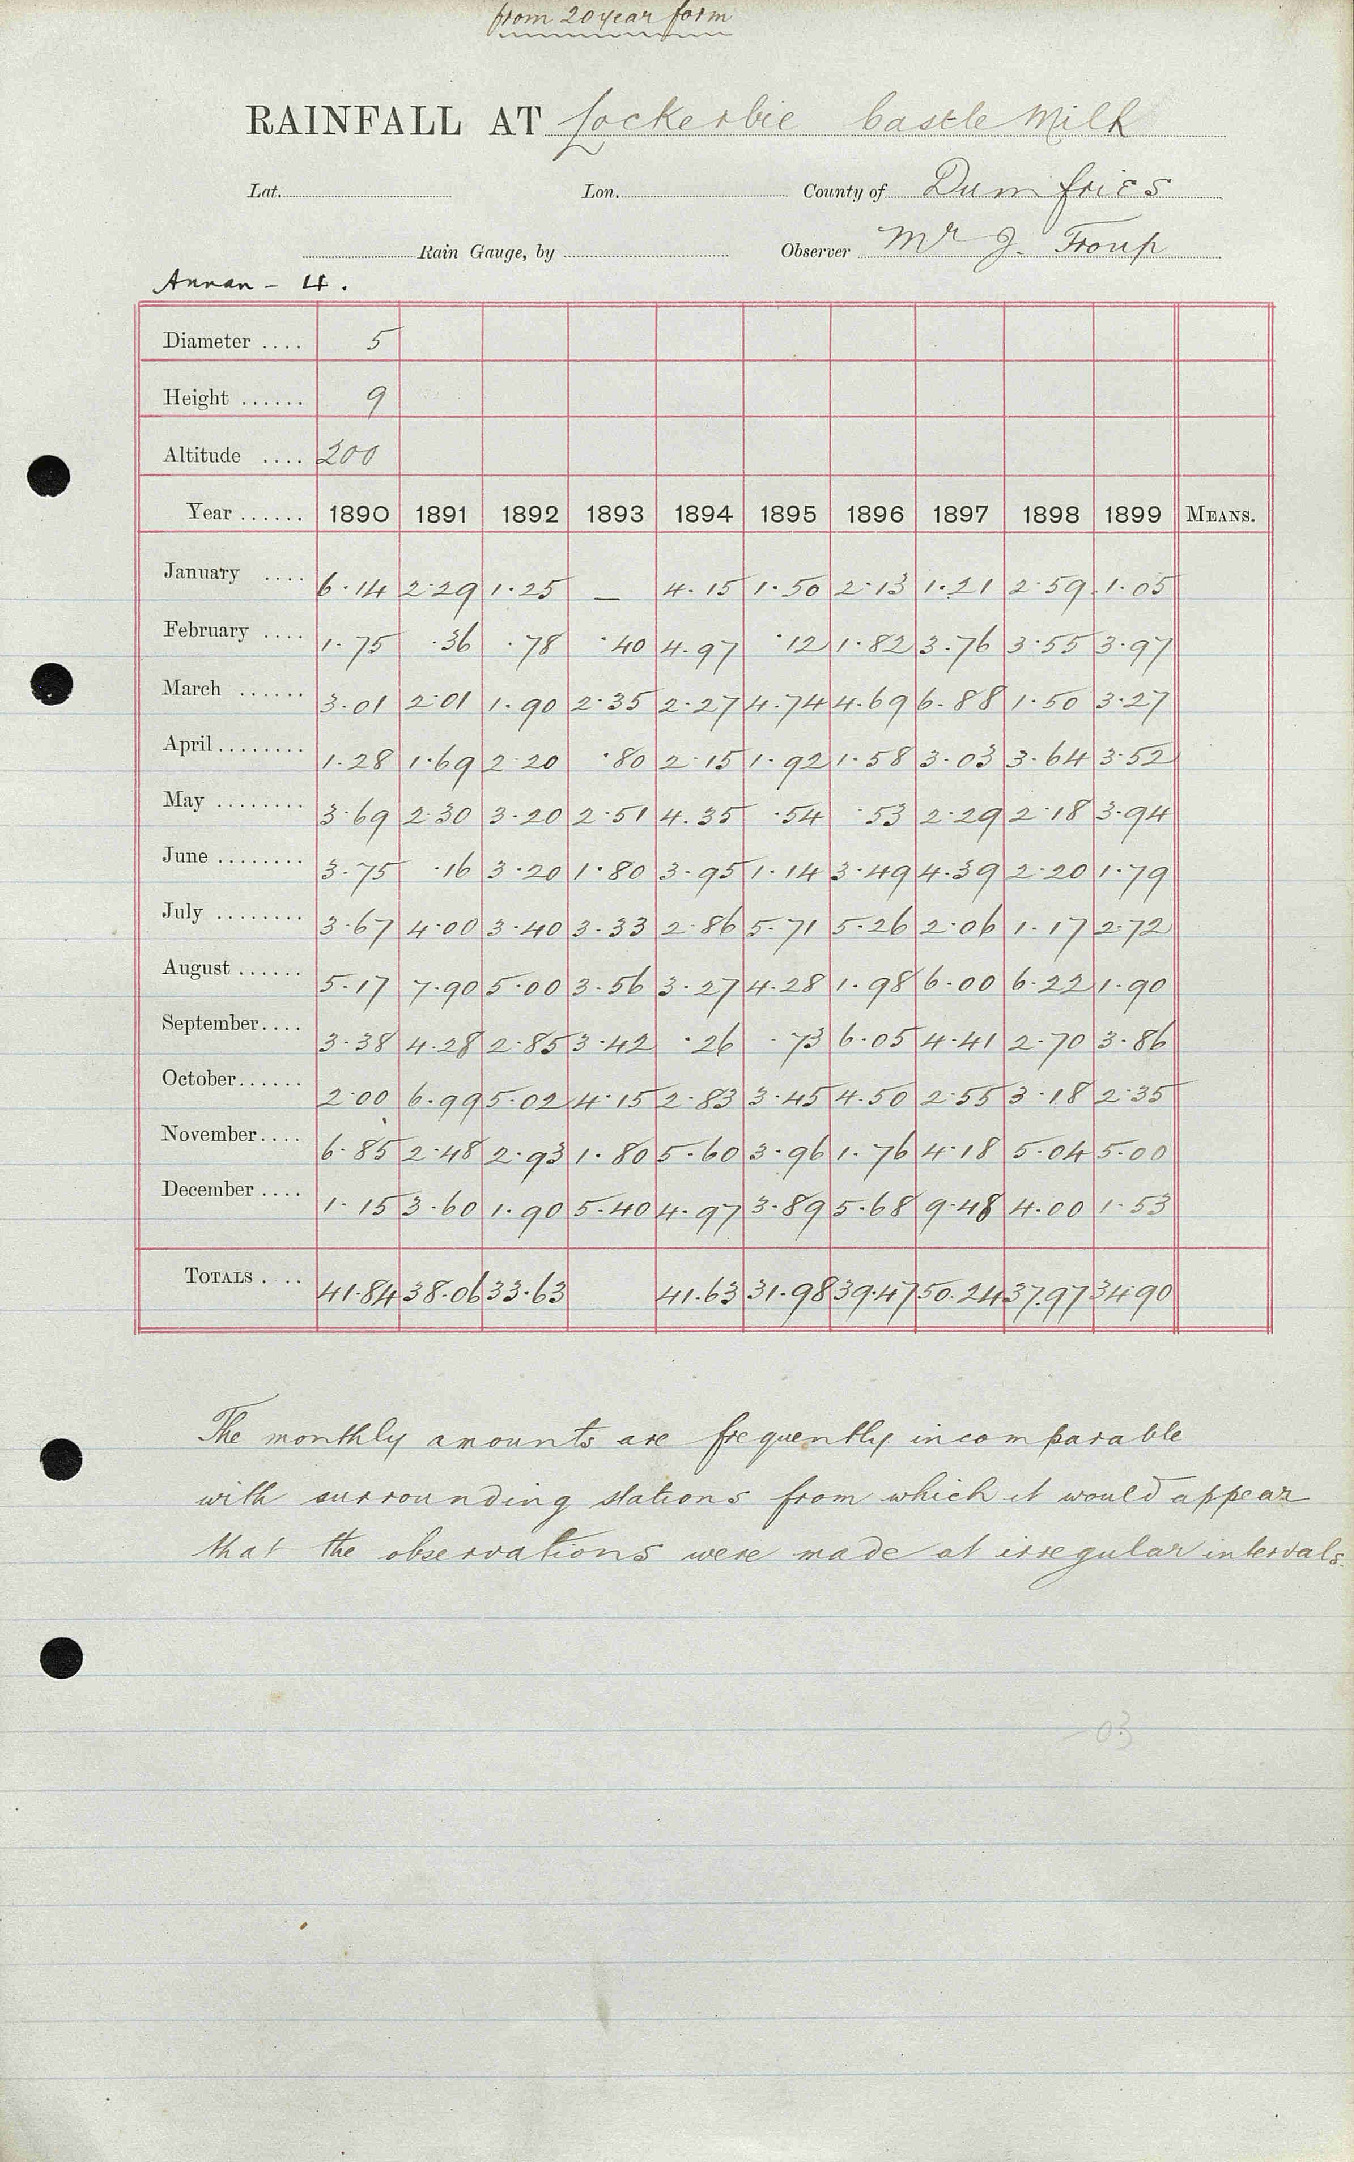 from 20 year form
RAINFALL AT Lockerbie Castle Milk
Lat. Lon. County of Dumfries
Rain Gauge, by Observer Mr J. Troup
Annan - 4.
Diameter .... 5
Height ...... 9
Altitude .... 200
Year ...... 1890 1891 1892 1893 1894 1895 1896 1897 1898 1899 MEANS.
January .... 6.14 2.29 1.25 — 4.15 1.50 2.13 1.21 2.59 1.05
February .... 1.75 .36 .78 .40 4.97 .12 1.82 3.76 3.55 3.97
March ...... 3.01 2.01 1.90 2.35 2.27 4.74 4.69 6.88 1.50 3.27
April ........ 1.28 1.69 2.20 .80 2.15 1.92 1.58 3.03 3.64 3.52
May ........ 3.69 2.30 3.20 2.51 4.35 .54 .53 2.29 2.18 3.94
June ........ 3.75 .16 3.20 1.80 3.95 1.14 3.49 4.39 2.20 1.79
July ........ 3.67 4.00 3.40 3.33 2.86 5.71 5.26 2.06 1.17 2.72
August ...... 5.17 7.90 5.00 3.56 3.27 4.28 1.98 6.00 6.22 1.90
September .... 3.38 4.28 2.85 3.42 .26 .73 6.05 4.41 2.70 3.86
October ...... 2.00 6.99 5.02 4.15 2.83 3.45 4.50 2.55 3.18 2.35
November .... 6.85 2.48 2.93 1.80 5.60 3.96 1.76 4.18 5.04 5.00
December .... 1.15 3.60 1.90 5.40 4.97 3.89 5.68 9.48 4.00 1.53
TOTALS .... 41.84 38.06 33.63 41.63 31.98 39.47 50.24 37.97 34.90
The monthly amounts are frequently incomparable
with surrounding stations from which it would appear
that the observations were made at irregular intervals.
- 03